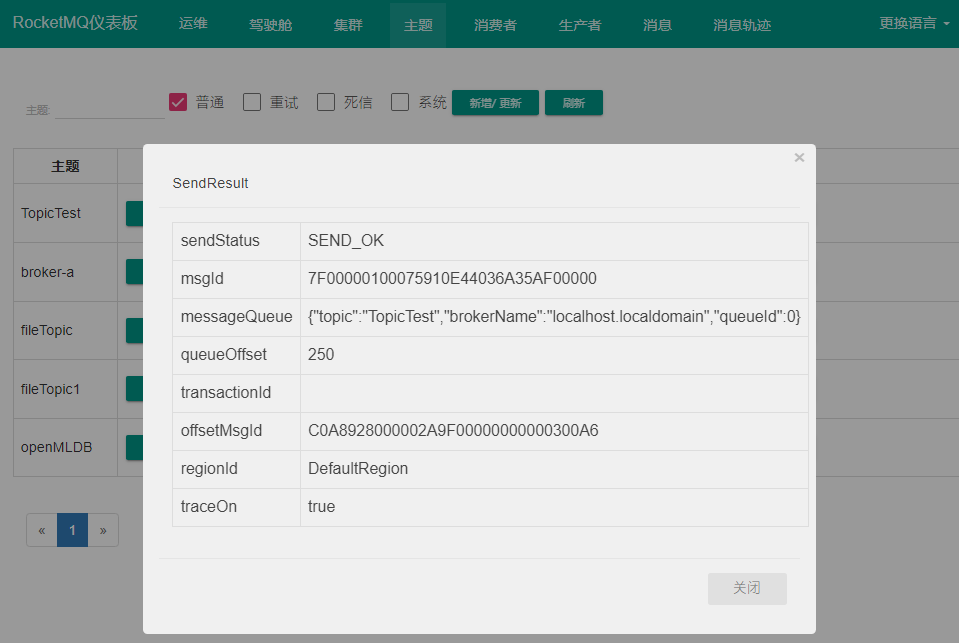 RocketMQ仪表板 运维 驾驶舱 集群 主题 消费者 生产者 消息 消息轨迹 更换语言
主题: 普通 重试 死信 系统 新增/ 更新 刷新
主题
TopicTest
broker-a
fileTopic
fileTopic1
openMLDB
« 1 »
×
SendResult
sendStatus SEND_OK
msgId 7F00000100075910E44036A35AF00000
messageQueue {"topic":"TopicTest","brokerName":"localhost.localdomain","queueId":0}
queueOffset 250
transactionId
offsetMsgId C0A8928000002A9F00000000000300A6
regionId DefaultRegion
traceOn true
关闭